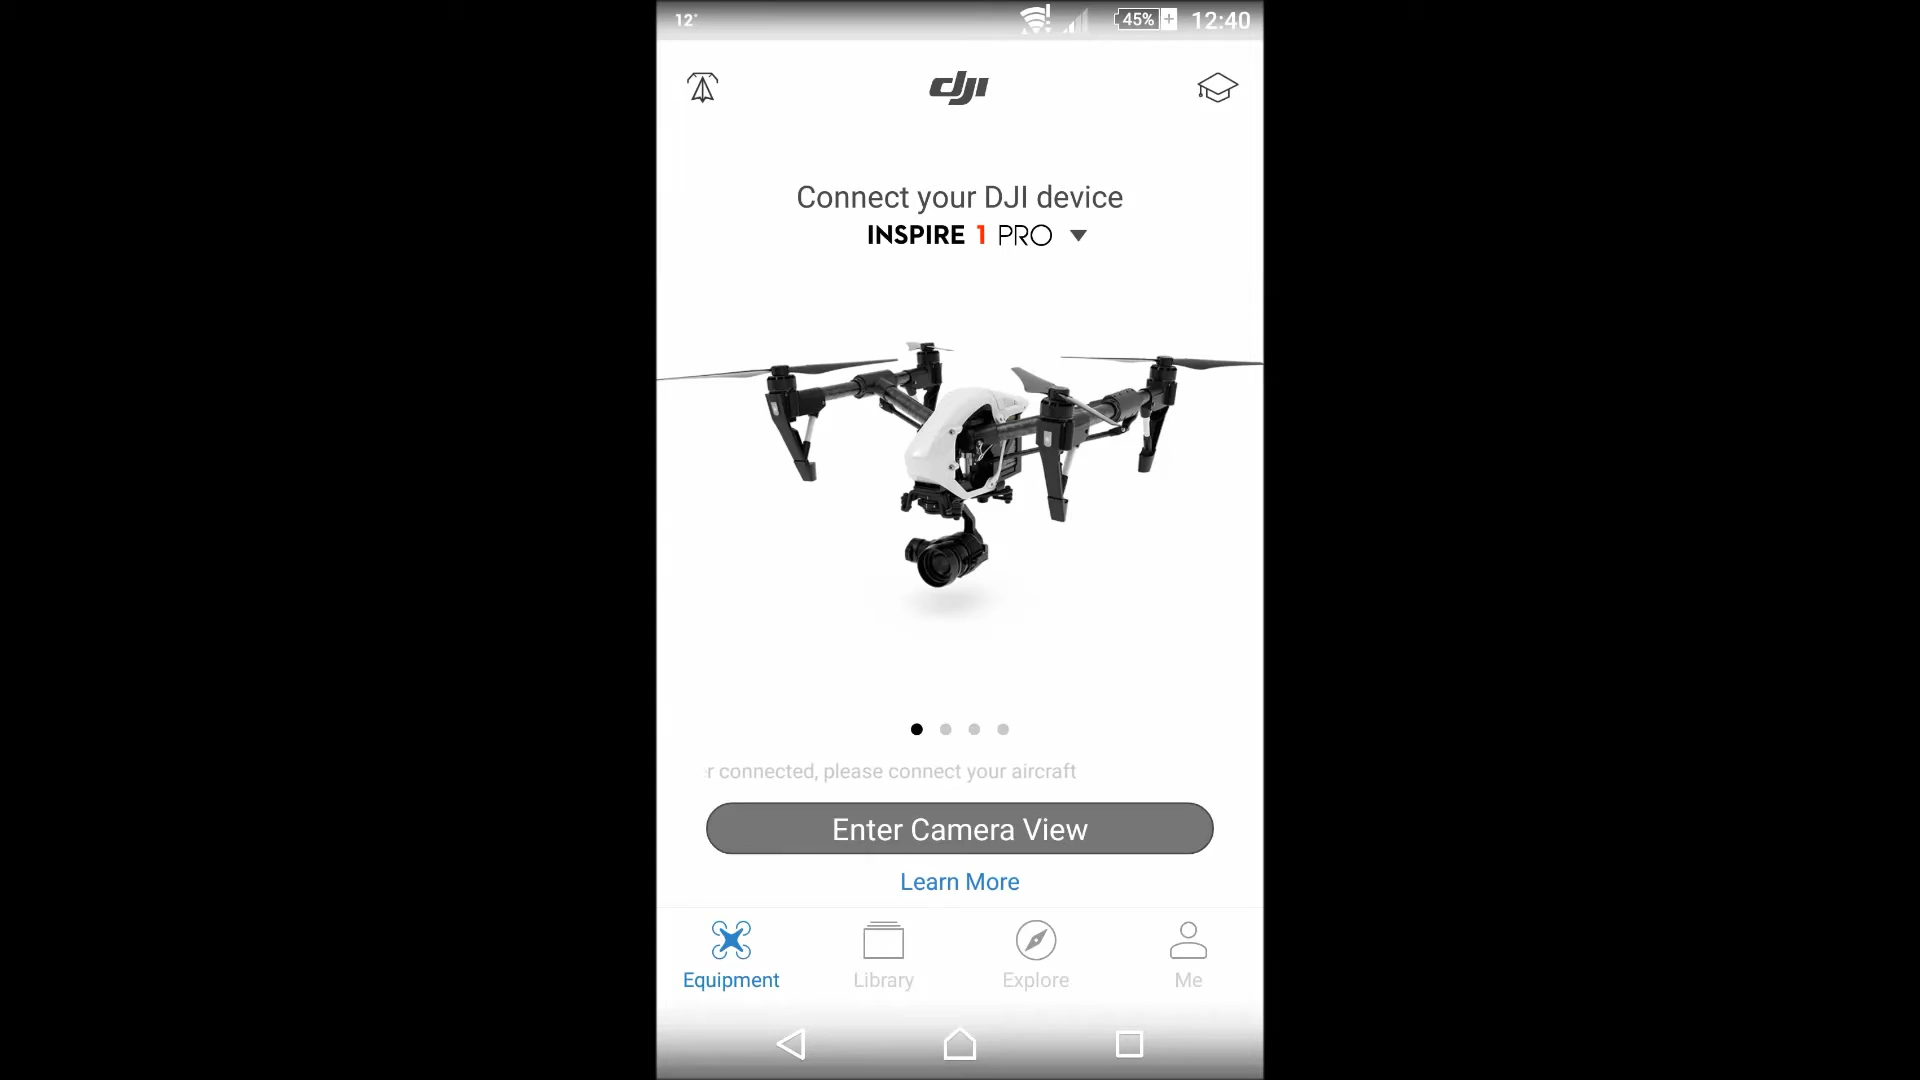 12° 45% 12:40
dji
Connect your DJI device
INSPIRE 1 PRO
connected, please connect your aircraft
Enter Camera View
Learn More
Equipment Library Explore Me